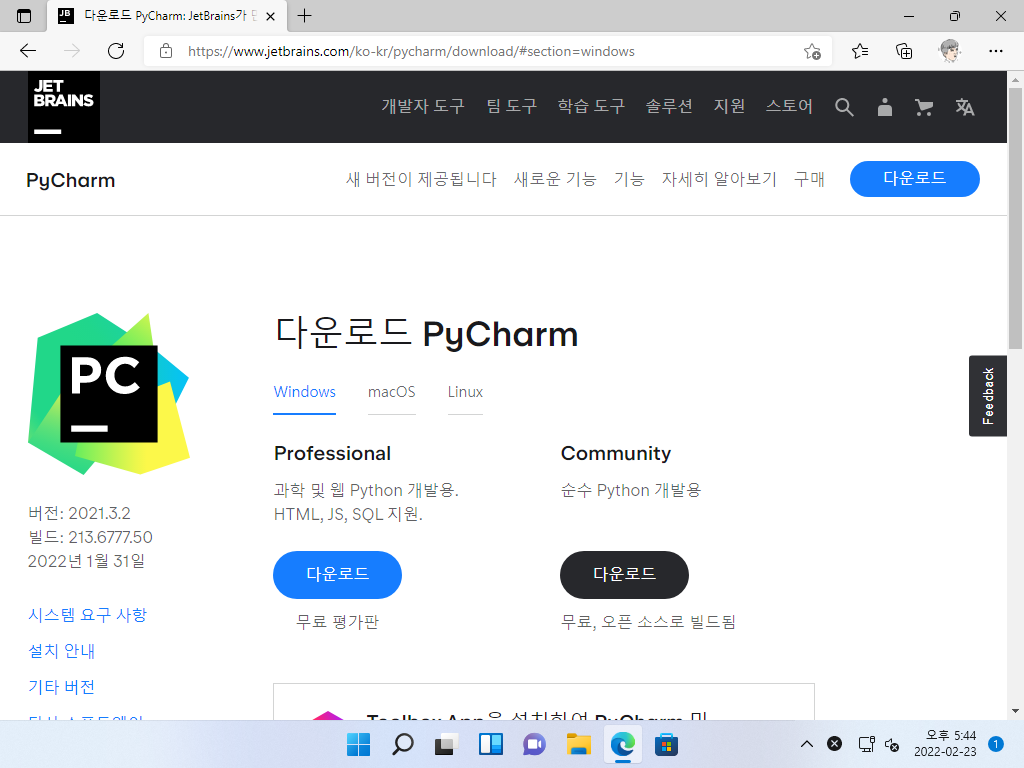 JB
다운로드 PyCharm: JetBrains가
https://www.jetbrains.com/ko-kr/pycharm/download/#section=windows
JET
BRAINS
개발자 도구 팀 도구 학습 도구 솔루션 지원 스토어
PyCharm
새 버전이 제공됩니다 새로운 기능 기능 자세히 알아보기 구매 다운로드
PC
다운로드 PyCharm
Windows macOS Linux
Feedback
Professional
과학 및 웹 Python 개발용.
HTML, JS, SQL 지원.
다운로드
무료 평가판
Community
순수 Python 개발용
다운로드
무료, 오픈 소스로 빌드됨
버전: 2021.3.2
빌드: 213.6777.50
2022년 1월 31일
시스템 요구 사항
설치 안내
기타 버전
Toolbox App을 설치하여 PyCharm 및
오후 5:44
2022-02-23
1